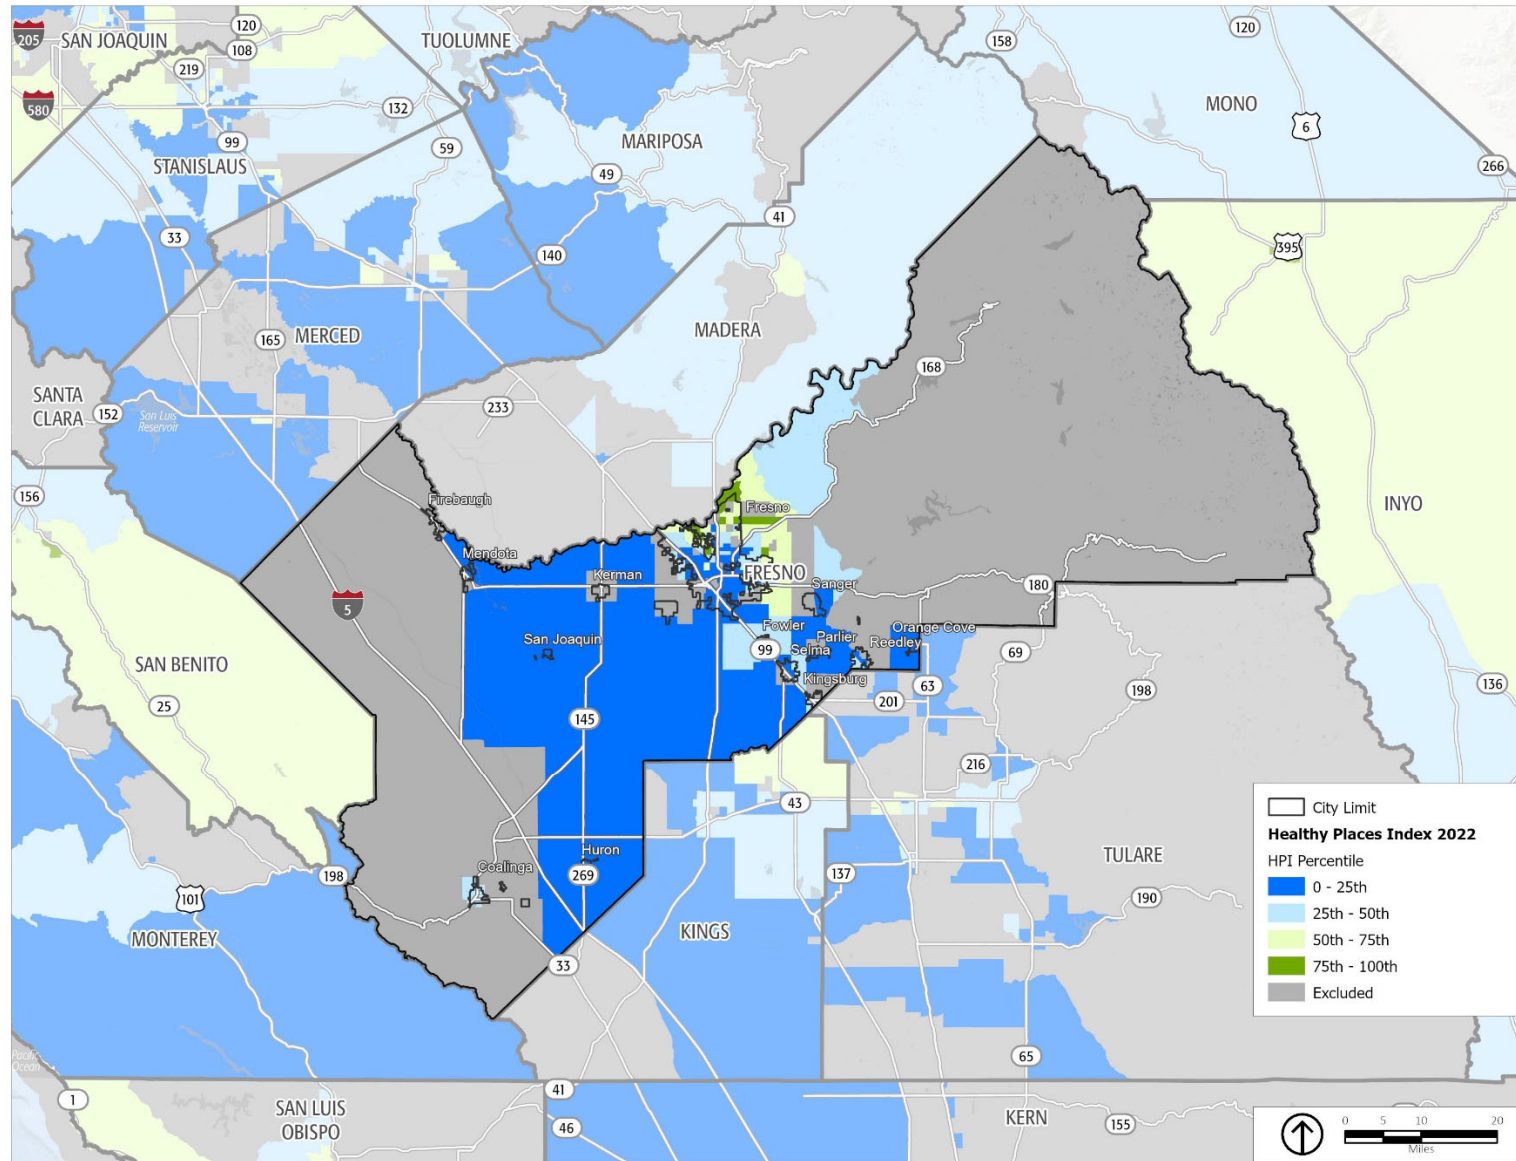 120
205
SAN JOAQUIN
TUOLUMNE
158
120
108
219
580
132
MONO
6
99
59
MARIPOSA
STANISLAUS
49
266
41
33
395
140
MADERA
MERCED
165
168
SANTA
CLARA
152
San Luis
Reservoir
233
156
INYO
Firebaugh
Fresno
Mendota
Kerman
FRESNO
Sanger
180
5
Fowler
Orange Cove
San Joaquin
Parlier
Reedley
99
Selma
69
SAN BENITO
Kingsburg
63
198
136
201
25
145
216
43
City Limit
Healthy Places Index 2022
HPI Percentile
0 - 25th
25th - 50th
50th - 75th
75th - 100th
Excluded
Huron
TULARE
Coalinga
198
269
137
101
190
KINGS
MONTEREY
33
Pacific
Ocean
65
41
1
SAN LUIS
OBISPO
KERN
46
155
0 5 10 20
Miles